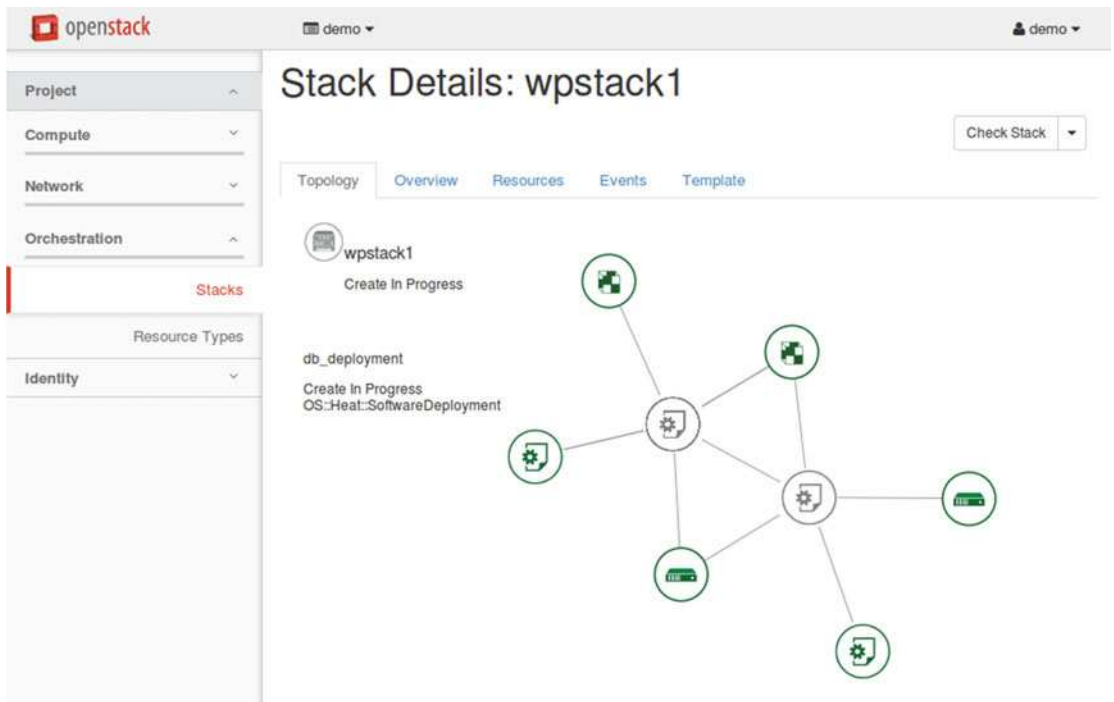 openstack
demo
demo
Project
Compute
Network
Orchestration
Stacks
Resource Types
Identity
Stack Details: wpstack1
Check Stack
Topology Overview Resources Events Template
wpstack1
Create In Progress
db_deployment
Create In Progress
OS::Heat::SoftwareDeployment